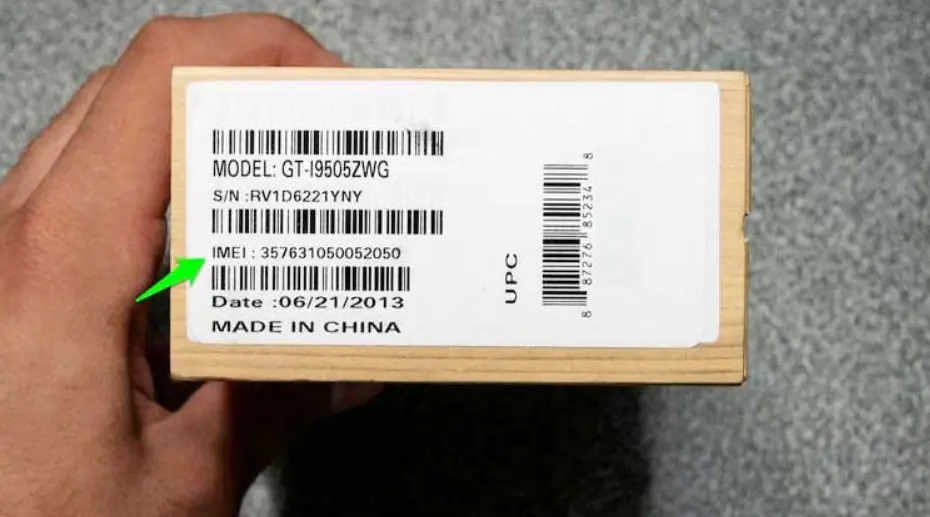 MODEL: GT-I9505ZWG
S/N :RV1D6221YNY
IMEI : 357631050052050
Date :06/21/2013
MADE IN CHINA
UPC
8 87276 85234 8